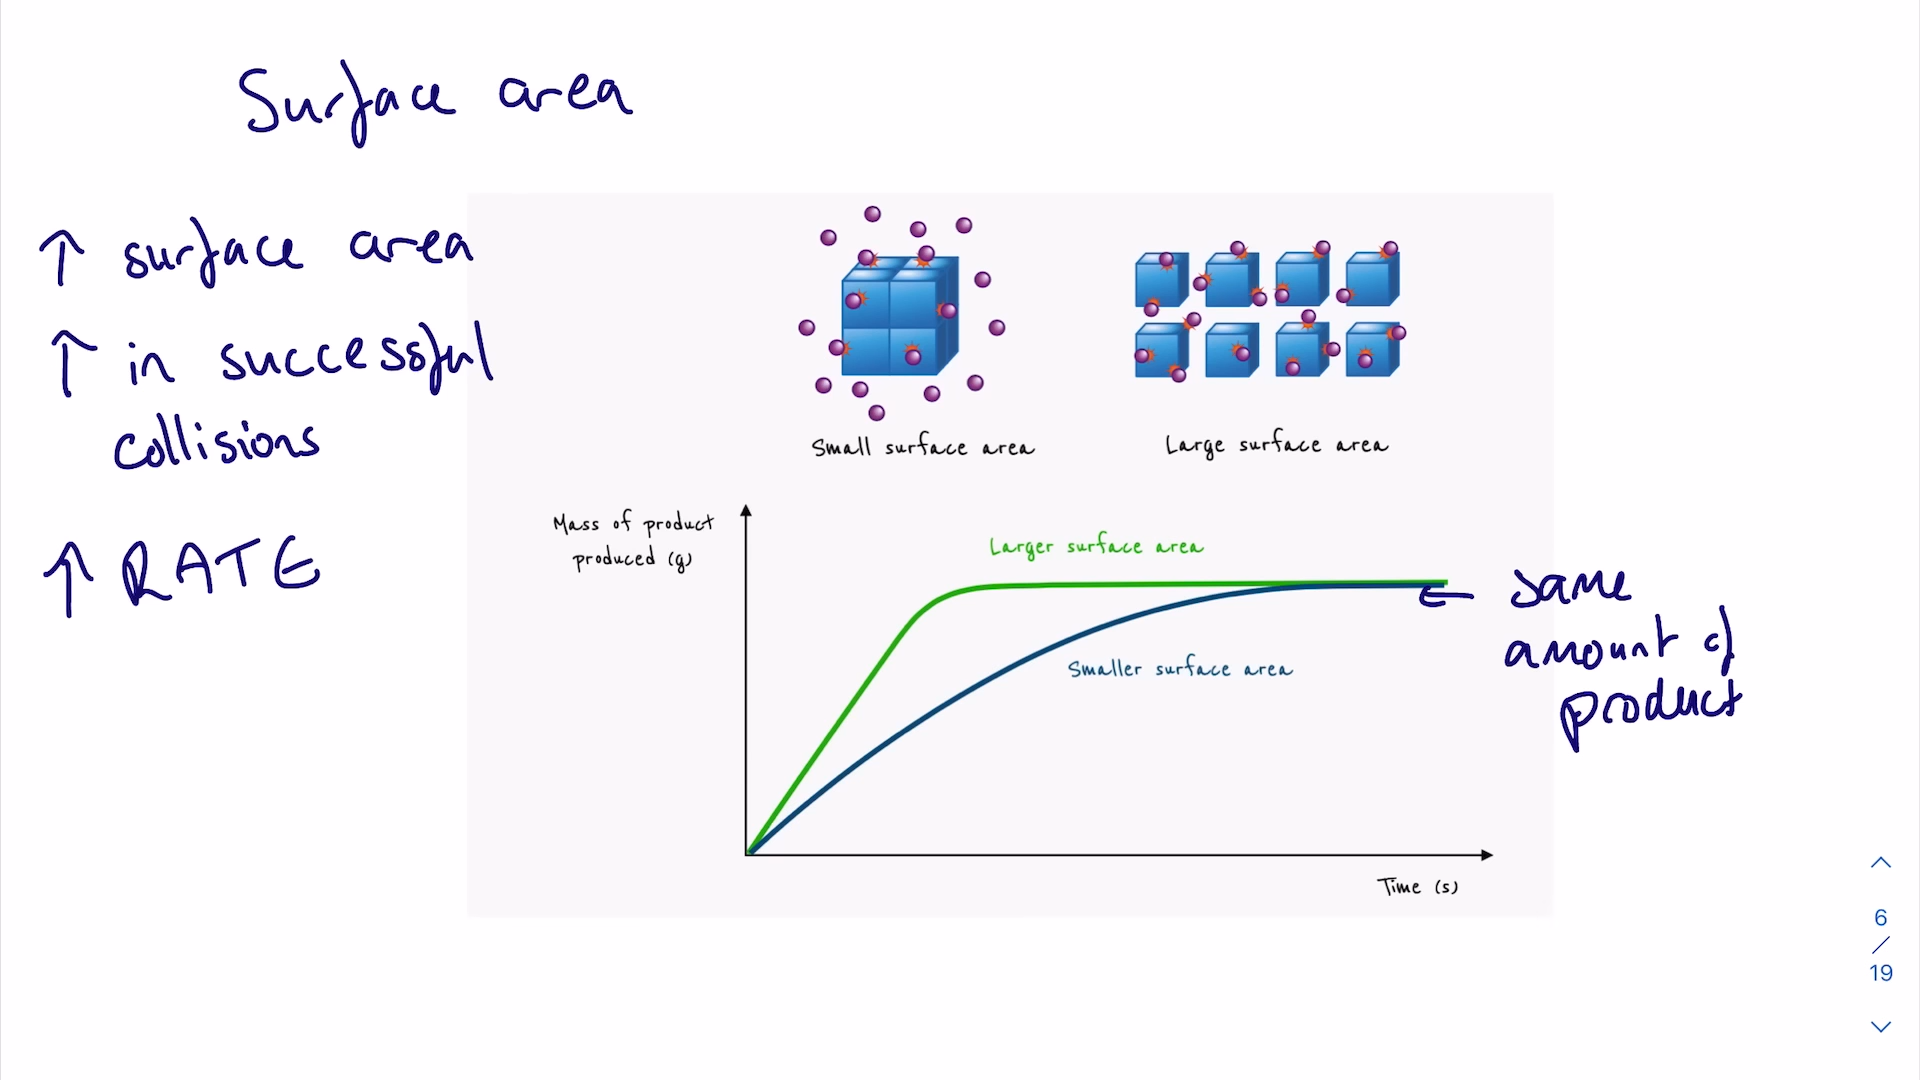 Surface area
↑ surface area
↑ in successful
collisions
↑ RATE
Small surface area
Large surface area
Mass of product
produced (g)
Larger surface area
Smaller surface area
Time (s)
← same
amount of
product
6
/
19